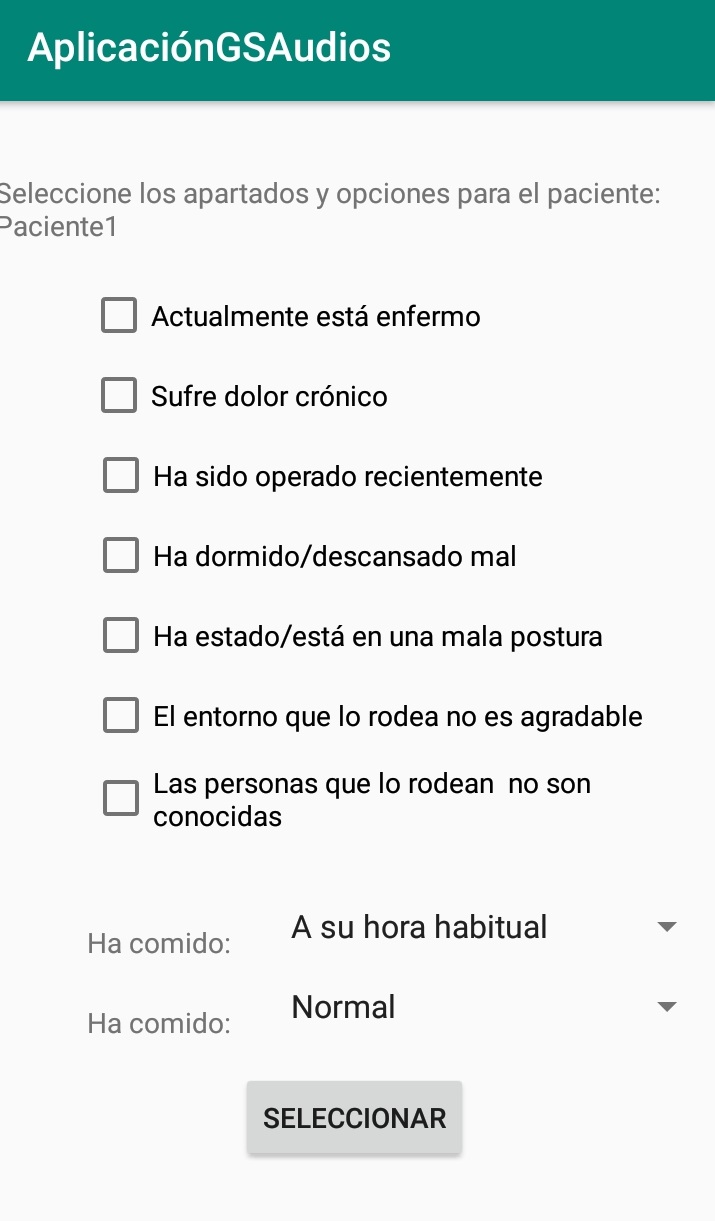 AplicaciónGSAudios
Seleccione los apartados y opciones para el paciente:
Paciente1
Actualmente está enfermo
Sufre dolor crónico
Ha sido operado recientemente
Ha dormido/descansado mal
Ha estado/está en una mala postura
El entorno que lo rodea no es agradable
Las personas que lo rodean  no son
conocidas
Ha comido: A su hora habitual
Ha comido: Normal
SELECCIONAR